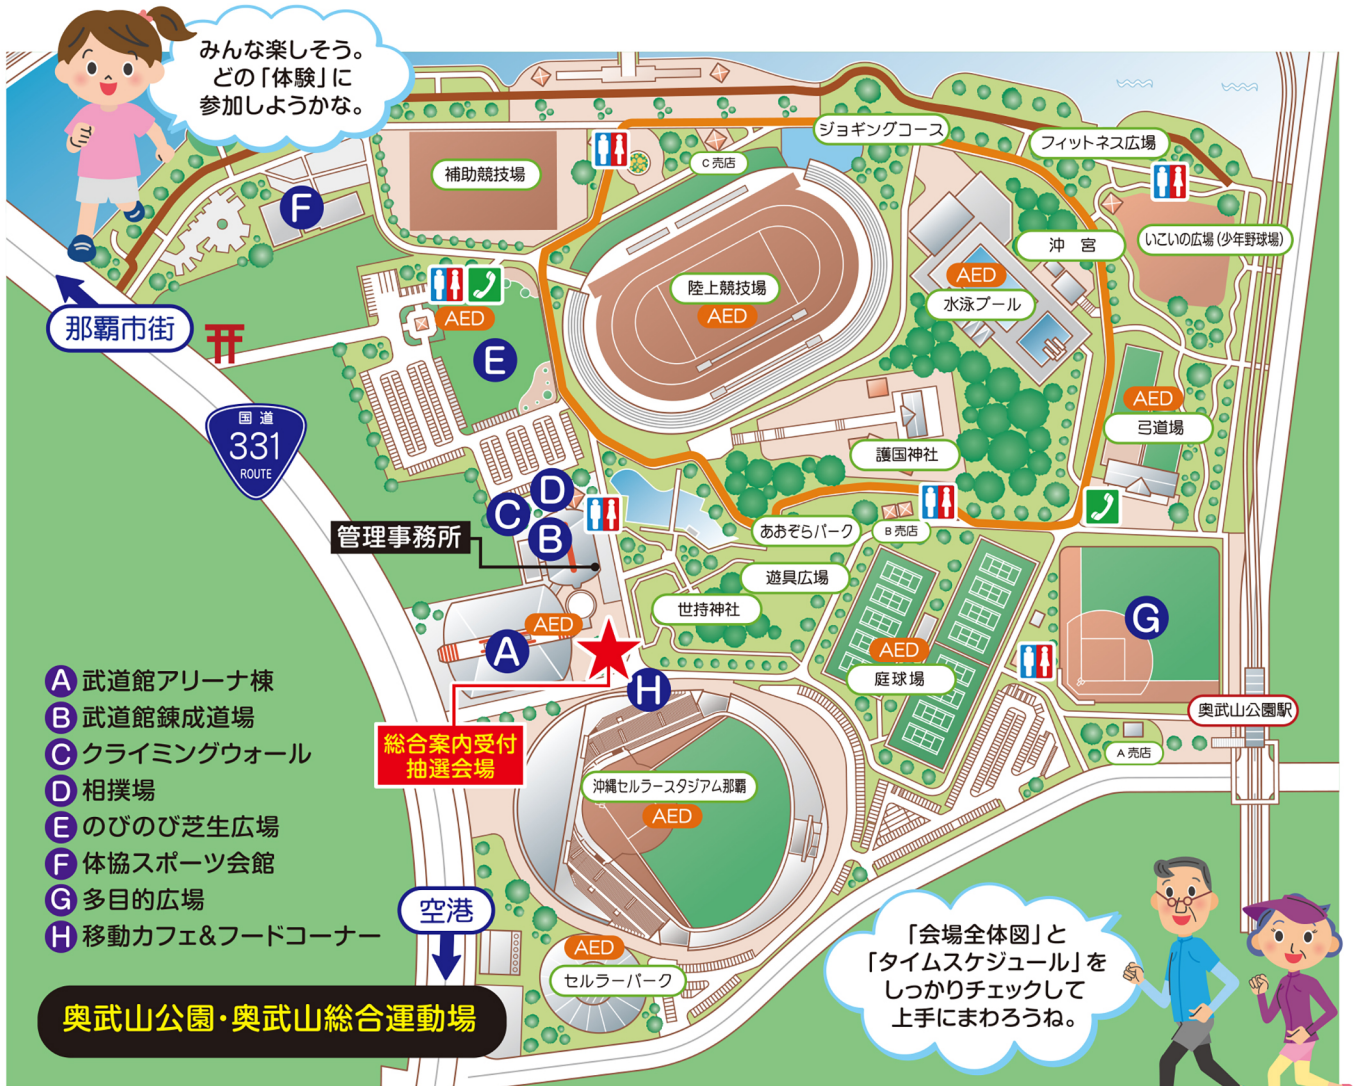 みんな楽しそう。
どの「体験」に
参加しようかな。
ジョギングコース
フィットネス広場
C売店
補助競技場
F
沖 宮
いこいの広場(少年野球場)
AED
水泳プール
陸上競技場
AED
那覇市街
AED
E
国道
331
ROUTE
AED
弓道場
護国神社
D
C
B
管理事務所
あおぞらパーク
B売店
遊具広場
世持神社
G
AED
A
AED
庭球場
H
奥武山公園駅
A売店
総合案内受付
抽選会場
沖縄セルラースタジアム那覇
AED
A 武道館アリーナ棟
B 武道館錬成道場
C クライミングウォール
D 相撲場
E のびのび芝生広場
F 体協スポーツ会館
G 多目的広場
H 移動カフェ&フードコーナー
空港
AED
セルラーパーク
奥武山公園・奥武山総合運動場
「会場全体図」と
「タイムスケジュール」を
しっかりチェックして
上手にまわろうね。